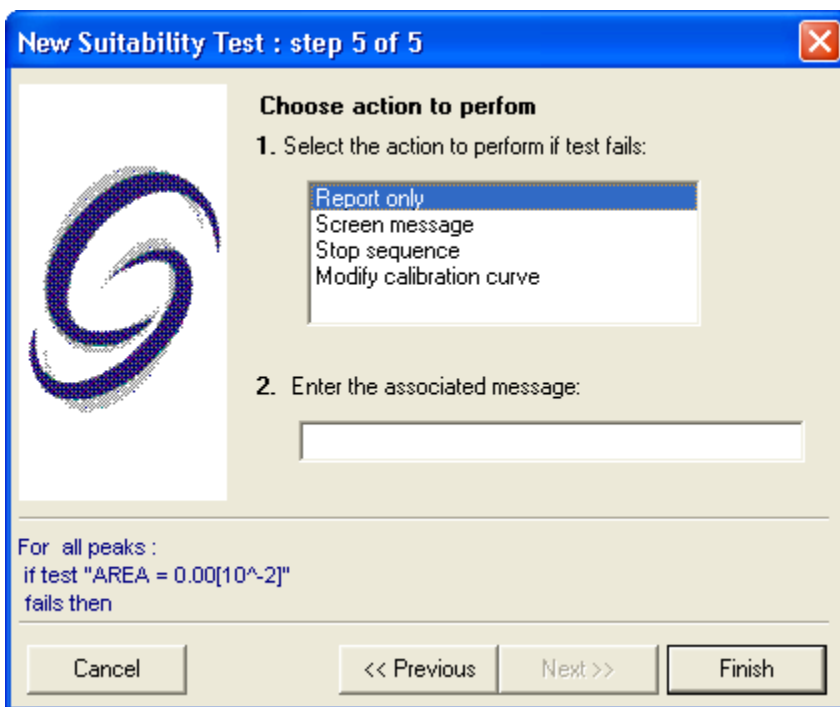 New Suitability Test : step 5 of 5
Choose action to perfom
1. Select the action to perform if test fails:
Report only
Screen message
Stop sequence
Modify calibration curve
2. Enter the associated message:
For all peaks :
if test "AREA = 0.00[10^-2]"
fails then
Cancel
<< Previous
Next >>
Finish